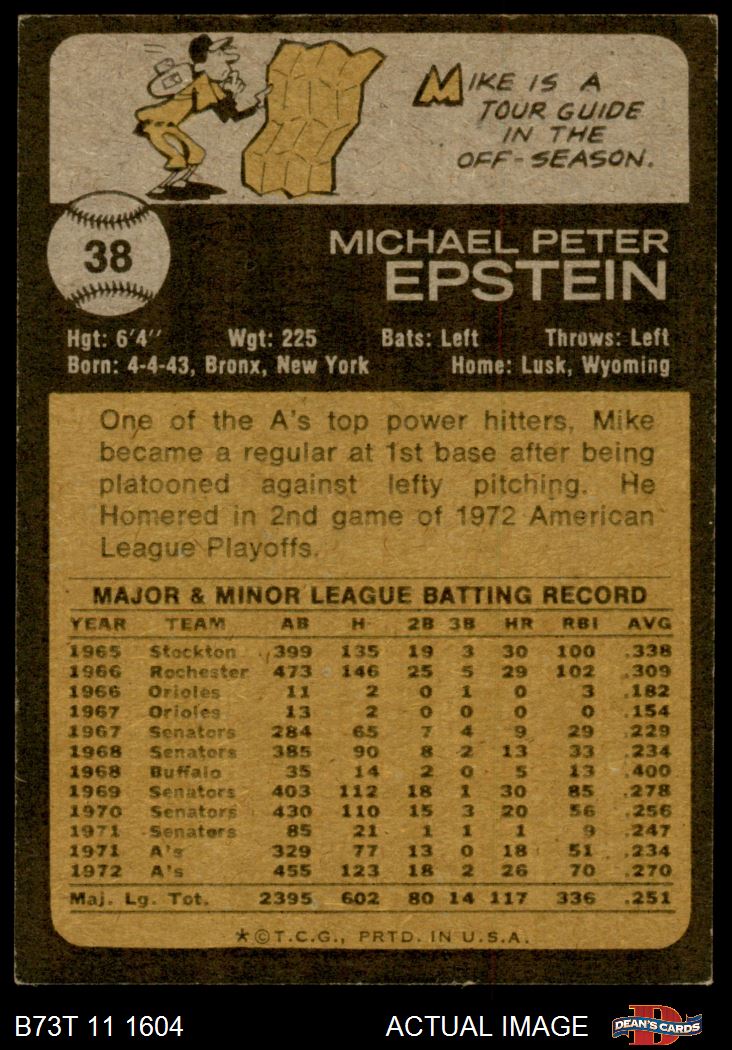 MIKE IS A
TOUR GUIDE
IN THE
OFF-SEASON.
38
MICHAEL PETER
EPSTEIN
Hgt: 6'4" Wgt: 225 Bats: Left Throws: Left
Born: 4-4-43, Bronx, New York Home: Lusk, Wyoming
One of the A's top power hitters, Mike
became a regular at 1st base after being
platooned against lefty pitching. He
Homered in 2nd game of 1972 American
League Playoffs.
MAJOR & MINOR LEAGUE BATTING RECORD
YEAR TEAM AB H 2B 3B HR RBI AVG
1965 Stockton 399 135 19 3 30 100 .338
1966 Rochester 473 146 25 5 29 102 .309
1966 Orioles 11 2 0 1 0 3 .182
1967 Orioles 13 2 0 0 0 0 .154
1967 Senators 284 65 7 4 9 29 .229
1968 Senators 385 90 8 2 13 33 .234
1968 Buffalo 35 14 2 0 5 13 .400
1969 Senators 403 112 18 1 30 85 .278
1970 Senators 430 110 15 3 20 56 .256
1971 Senators 85 21 1 1 1 9 .247
1971 A's 329 77 13 0 18 51 .234
1972 A's 455 123 18 2 26 70 .270
Maj. Lg. Tot. 2395 602 80 14 117 336 .251
*©T.C.G., PRTD. IN U.S.A.
B73T 11 1604 ACTUAL IMAGE DEAN'S CARDS